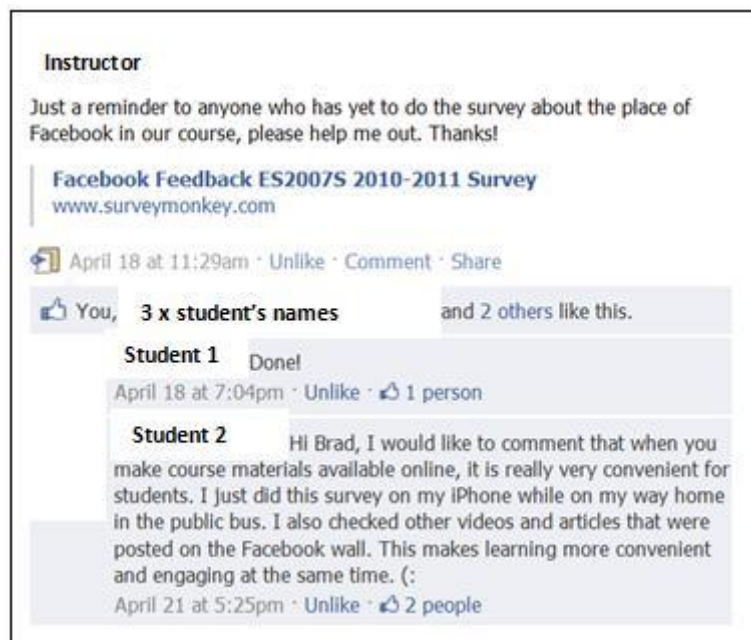 Instructor
Just a reminder to anyone who has yet to do the survey about the place of
Facebook in our course, please help me out. Thanks!
Facebook Feedback ES2007S 2010-2011 Survey
www.surveymonkey.com
April 18 at 11:29am · Unlike · Comment · Share
You, 3 x student's names and 2 others like this.
Student 1 Done!
April 18 at 7:04pm · Unlike · 1 person
Student 2 Hi Brad, I would like to comment that when you
make course materials available online, it is really very convenient for
students. I just did this survey on my iPhone while on my way home
in the public bus. I also checked other videos and articles that were
posted on the Facebook wall. This makes learning more convenient
and engaging at the same time. (:
April 21 at 5:25pm · Unlike · 2 people